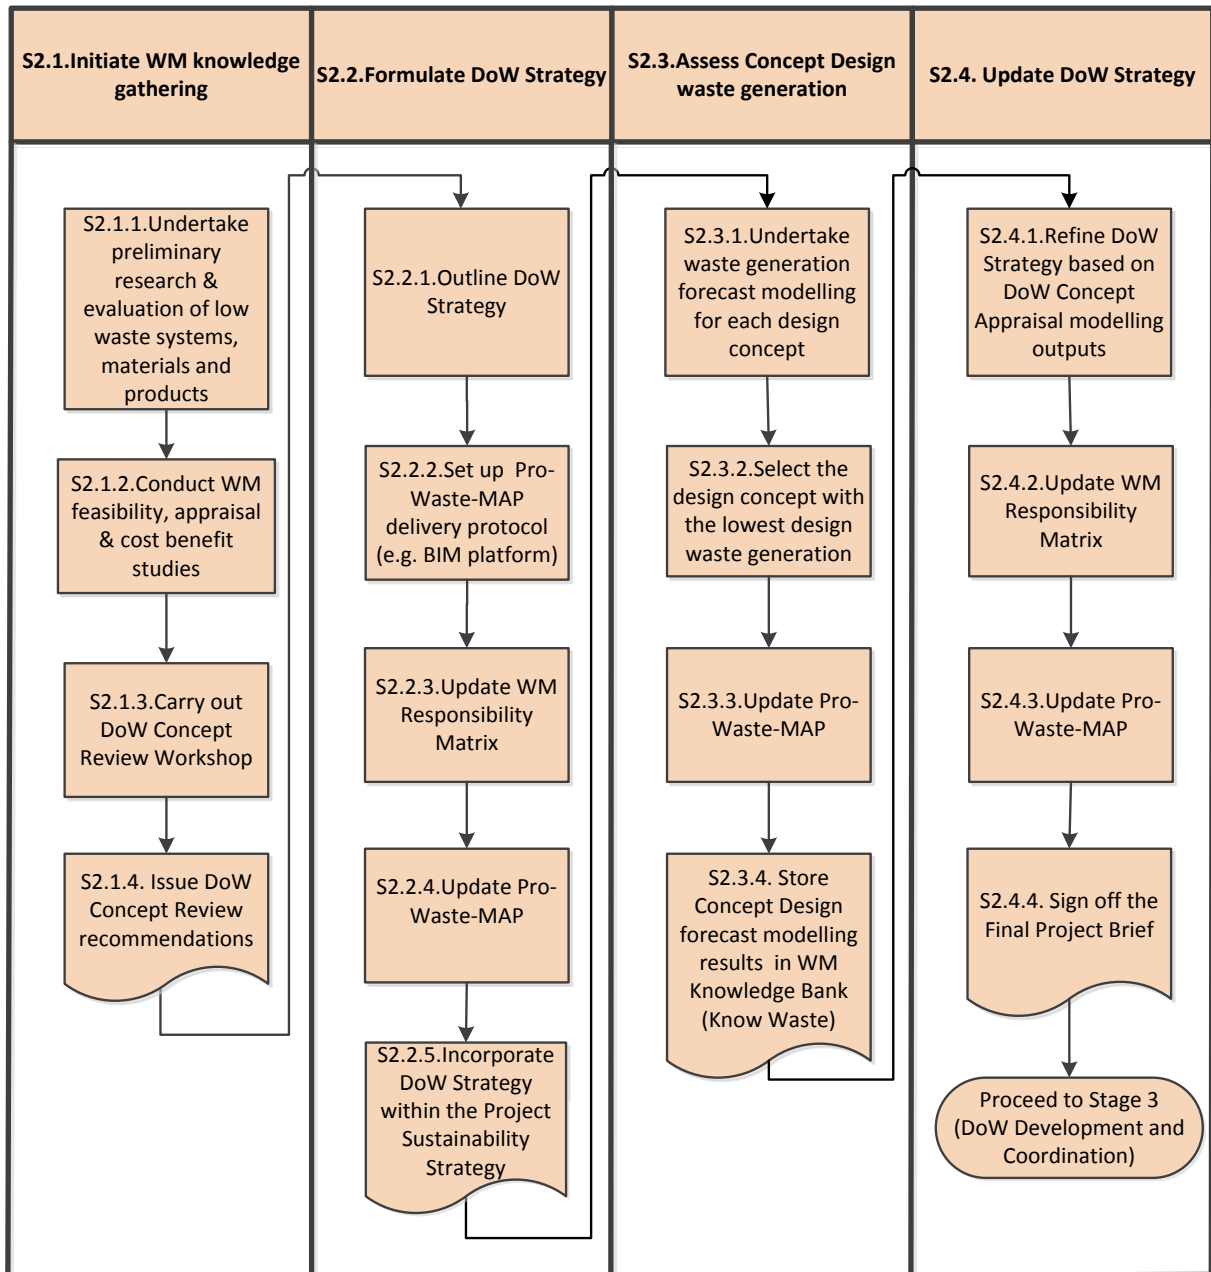 S2.1.Initiate WM knowledge
gathering
S2.2.Formulate DoW Strategy
S2.3.Assess Concept Design
waste generation
S2.4. Update DoW Strategy
S2.1.1.Undertake
preliminary
research &
evaluation of low
waste systems,
materials and
products
S2.1.2.Conduct WM
feasibility, appraisal
& cost benefit
studies
S2.1.3.Carry out
DoW Concept
Review Workshop
S2.1.4. Issue DoW
Concept Review
recommendations
S2.2.1.Outline DoW
Strategy
S2.2.2.Set up  Pro-
Waste-MAP
delivery protocol
(e.g. BIM platform)
S2.2.3.Update WM
Responsibility
Matrix
S2.2.4.Update Pro-
Waste-MAP
S2.2.5.Incorporate
DoW Strategy
within the Project
Sustainability
Strategy
S2.3.1.Undertake
waste generation
forecast modelling
for each design
concept
S2.3.2.Select the
design concept with
the lowest design
waste generation
S2.3.3.Update Pro-
Waste-MAP
S2.3.4. Store
Concept Design
forecast modelling
results  in WM
Knowledge Bank
(Know Waste)
S2.4.1.Refine DoW
Strategy based on
DoW Concept
Appraisal modelling
outputs
S2.4.2.Update WM
Responsibility
Matrix
S2.4.3.Update Pro-
Waste-MAP
S2.4.4. Sign off the
Final Project Brief
Proceed to Stage 3
(DoW Development and
Coordination)